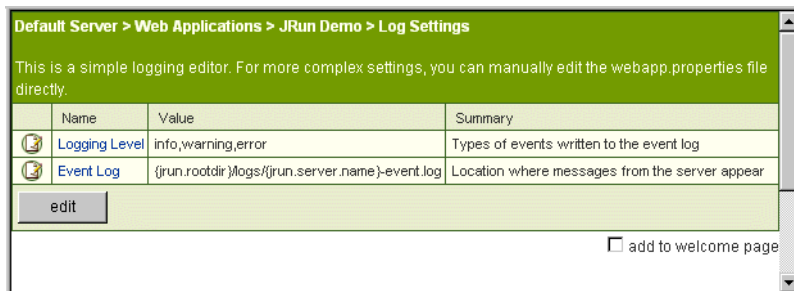 Default Server > Web Applications > JRun Demo > Log Settings
This is a simple logging editor. For more complex settings, you can manually edit the webapp.properties file
directly.
Name Value Summary
Logging Level info,warning,error Types of events written to the event log
Event Log {jrun.rootdir}/logs/{jrun.server.name}-event.log Location where messages from the server appear
edit
add to welcome page